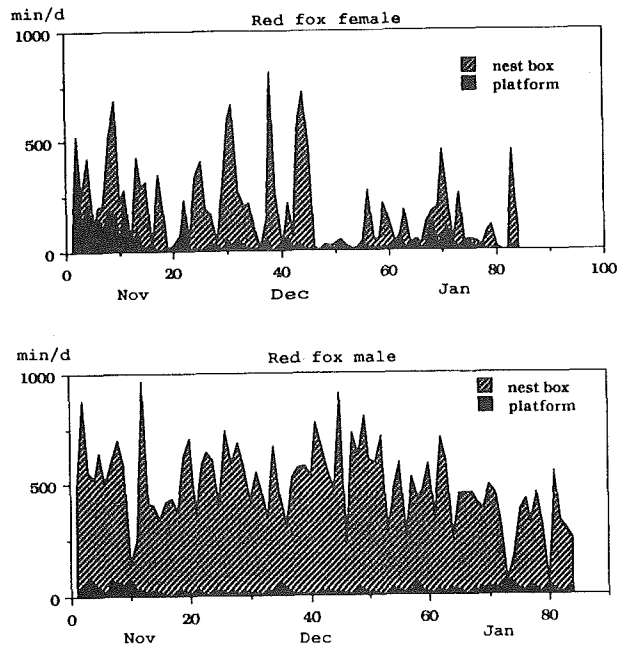 min/d Red fox female
1000
nest box
platform
500
0
0 20 40 60 80 100
Nov Dec Jan
min/d Red fox male
1000
nest box
platform
500
0
0 20 40 60 80
Nov Dec Jan